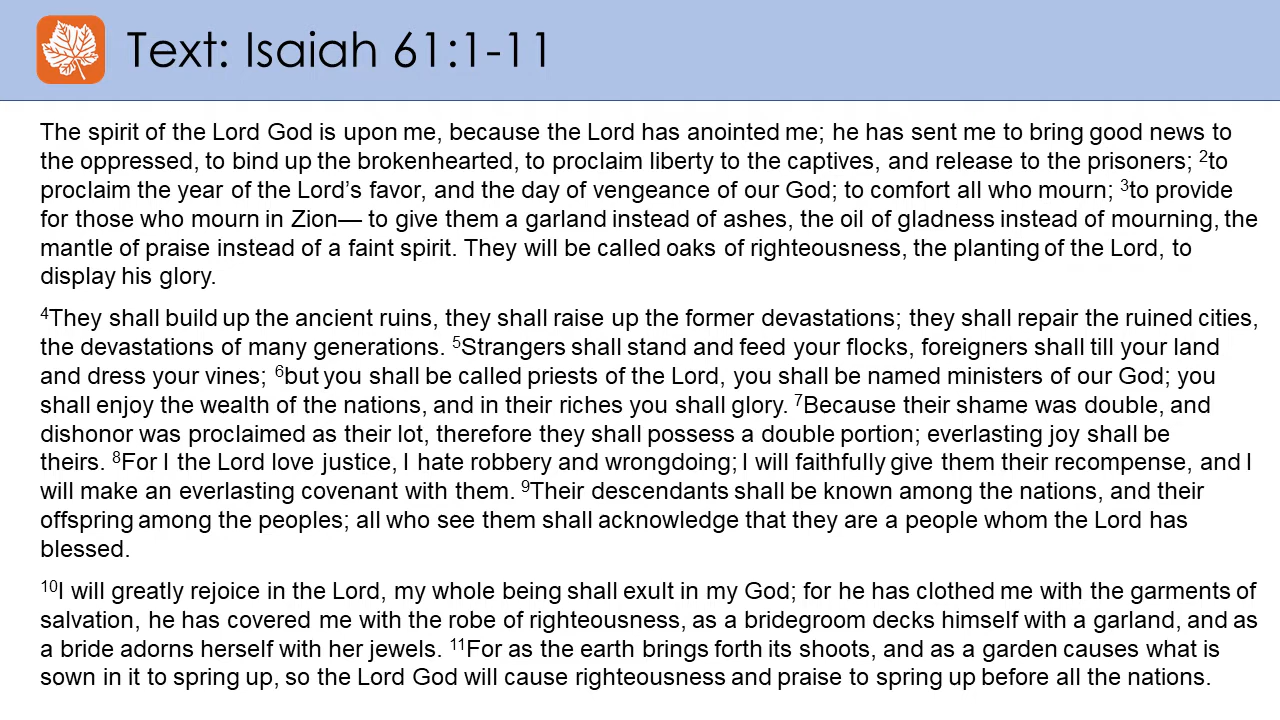 Text: Isaiah 61:1-11
The spirit of the Lord God is upon me, because the Lord has anointed me; he has sent me to bring good news to
the oppressed, to bind up the brokenhearted, to proclaim liberty to the captives, and release to the prisoners; ²to
proclaim the year of the Lord’s favor, and the day of vengeance of our God; to comfort all who mourn; ³to provide
for those who mourn in Zion— to give them a garland instead of ashes, the oil of gladness instead of mourning, the
mantle of praise instead of a faint spirit. They will be called oaks of righteousness, the planting of the Lord, to
display his glory.
⁴They shall build up the ancient ruins, they shall raise up the former devastations; they shall repair the ruined cities,
the devastations of many generations. ⁵Strangers shall stand and feed your flocks, foreigners shall till your land
and dress your vines; ⁶but you shall be called priests of the Lord, you shall be named ministers of our God; you
shall enjoy the wealth of the nations, and in their riches you shall glory. ⁷Because their shame was double, and
dishonor was proclaimed as their lot, therefore they shall possess a double portion; everlasting joy shall be
theirs. ⁸For I the Lord love justice, I hate robbery and wrongdoing; I will faithfully give them their recompense, and I
will make an everlasting covenant with them. ⁹Their descendants shall be known among the nations, and their
offspring among the peoples; all who see them shall acknowledge that they are a people whom the Lord has
blessed.
¹⁰I will greatly rejoice in the Lord, my whole being shall exult in my God; for he has clothed me with the garments of
salvation, he has covered me with the robe of righteousness, as a bridegroom decks himself with a garland, and as
a bride adorns herself with her jewels. ¹¹For as the earth brings forth its shoots, and as a garden causes what is
sown in it to spring up, so the Lord God will cause righteousness and praise to spring up before all the nations.